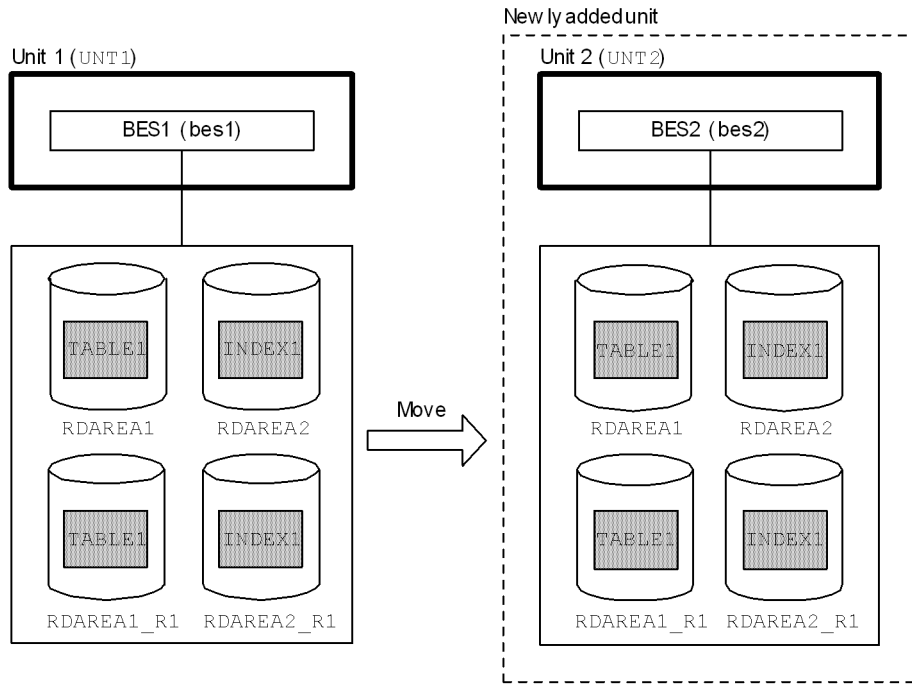 Newly added unit
Unit 1 (UNT1)
BES1 (bes1)
TABLE1
INDEX1
RDAREA1
RDAREA2
TABLE1
INDEX1
RDAREA1_R1
RDAREA2_R1
Move
Unit 2 (UNT2)
BES2 (bes2)
TABLE1
INDEX1
RDAREA1
RDAREA2
TABLE1
INDEX1
RDAREA1_R1
RDAREA2_R1